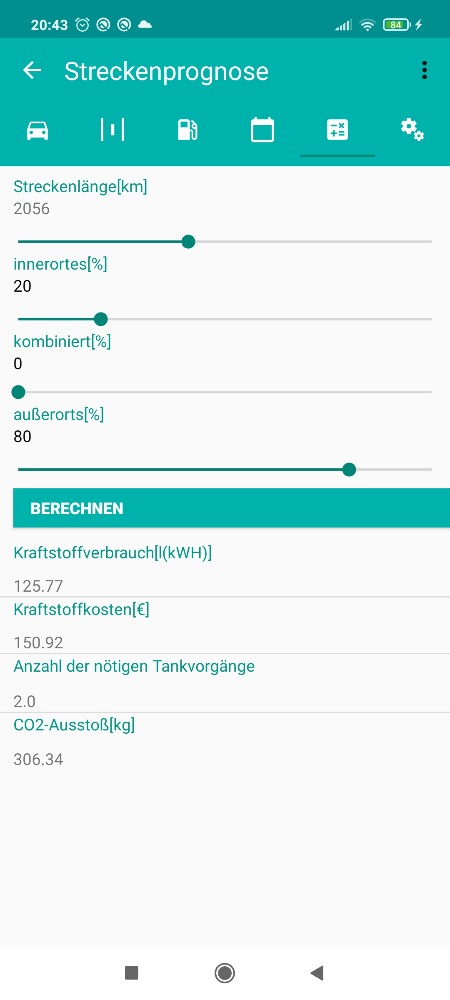 20:43
84
Streckenprognose
Streckenlänge[km]
2056
innerortes[%]
20
kombiniert[%]
0
außerorts[%]
80
BERECHNEN
Kraftstoffverbrauch[l(kWH)]
125.77
Kraftstoffkosten[€]
150.92
Anzahl der nötigen Tankvorgänge
2.0
CO2-Ausstoß[kg]
306.34